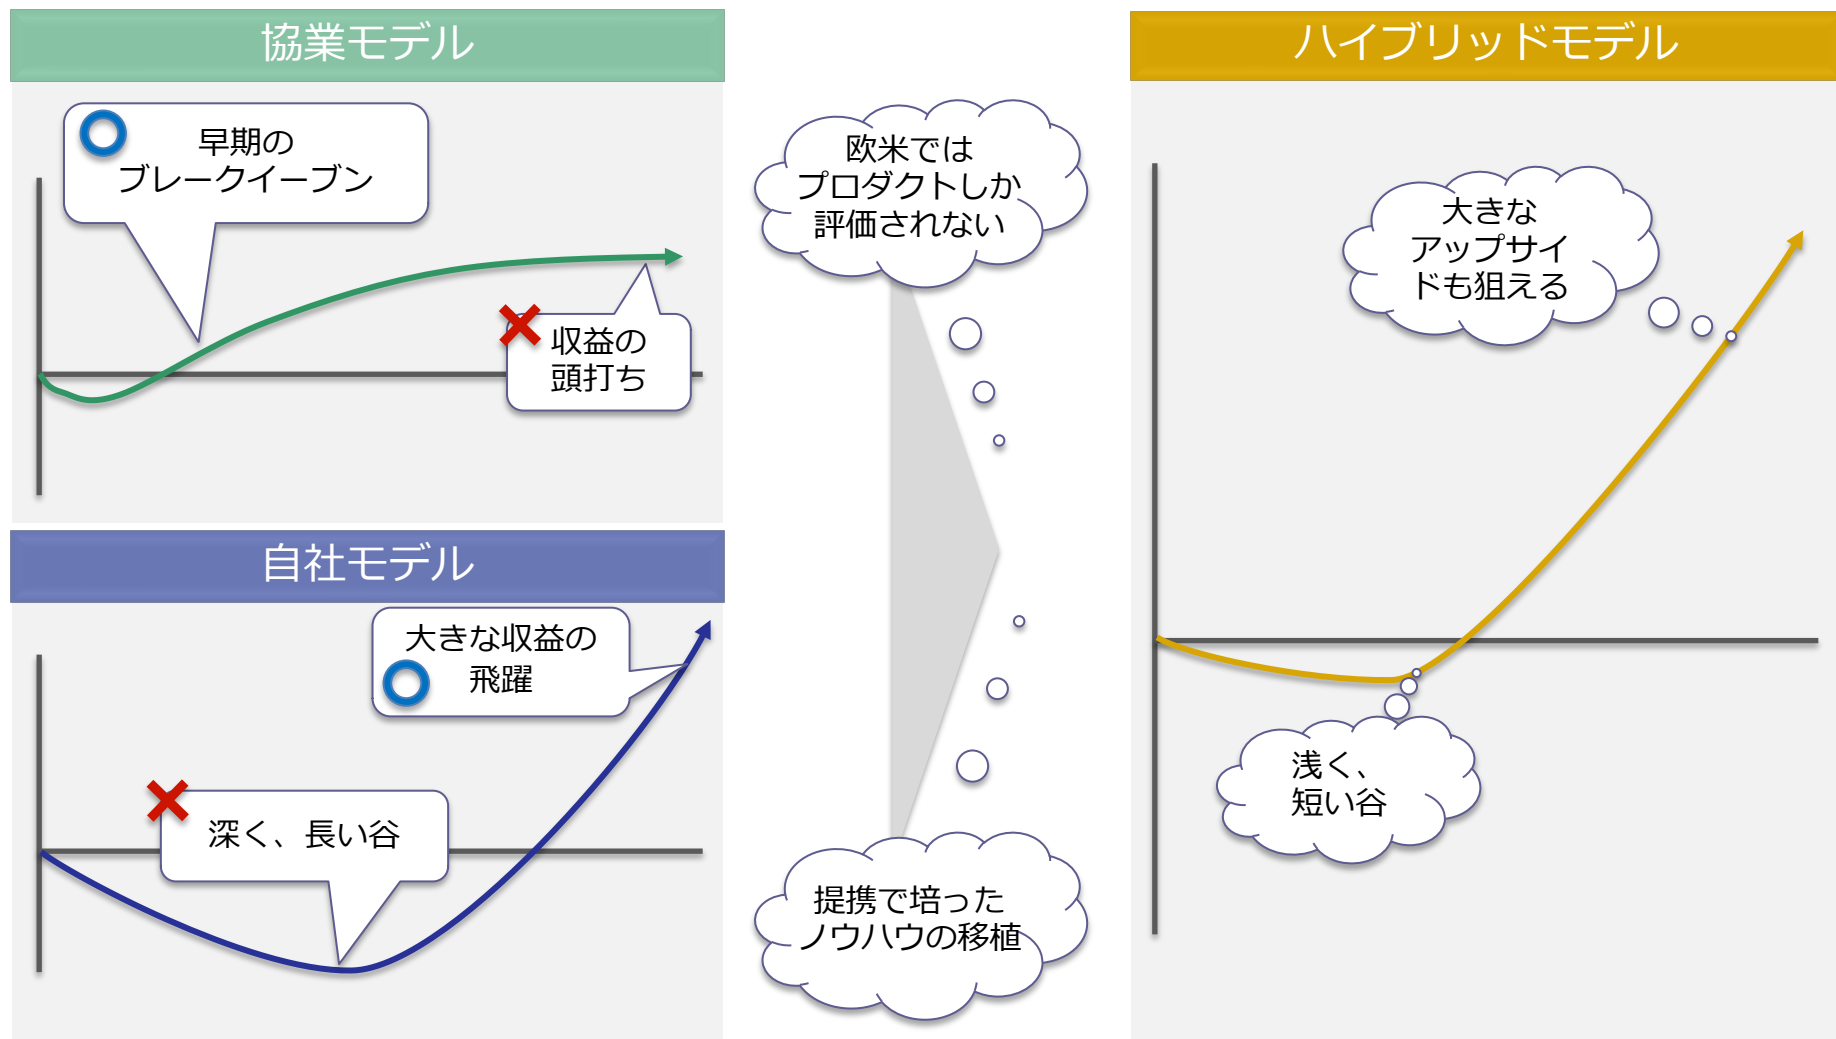 協業モデル
早期の
ブレークイーブン
収益の
頭打ち
自社モデル
大きな収益の
飛躍
深く、長い谷
欧米では
プロダクトしか
評価されない
提携で培った
ノウハウの移植
ハイブリッドモデル
大きな
アップサイ
ドも狙える
浅く、
短い谷